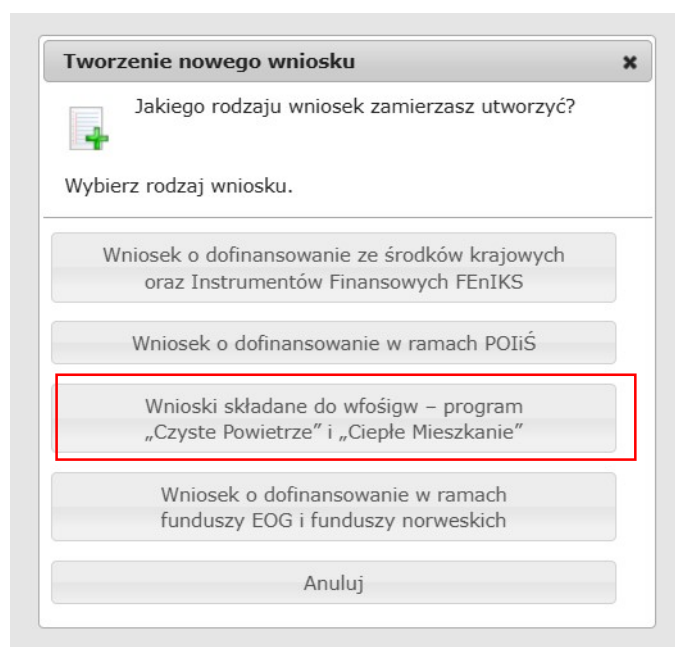 Tworzenie nowego wniosku
Jakiego rodzaju wniosek zamierzasz utworzyć?
Wybierz rodzaj wniosku.
Wniosek o dofinansowanie ze środków krajowych
oraz Instrumentów Finansowych FEnIKS
Wniosek o dofinansowanie w ramach POIiŚ
Wnioski składane do wfośigw – program
„Czyste Powietrze” i „Ciepłe Mieszkanie”
Wniosek o dofinansowanie w ramach
funduszy EOG i funduszy norweskich
Anuluj